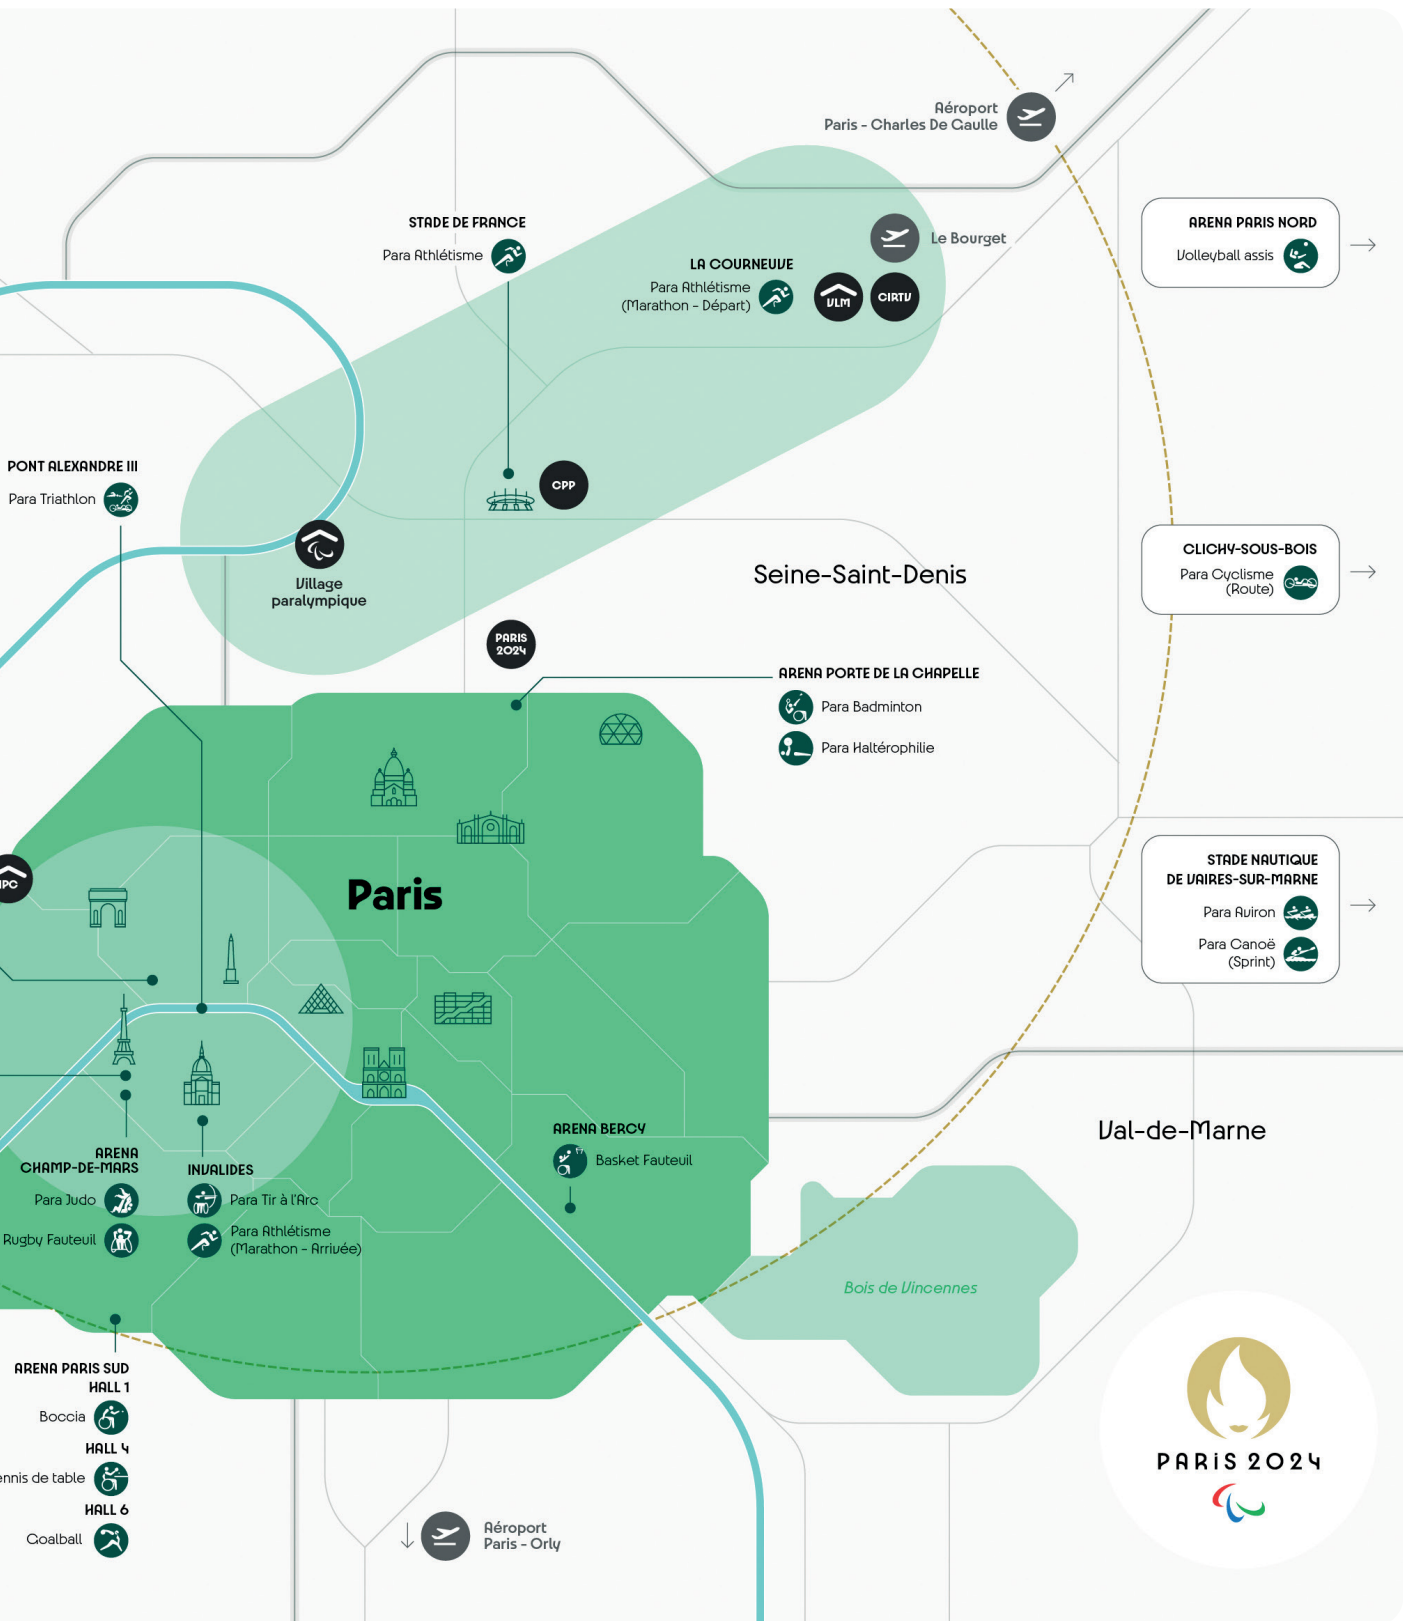 Aéroport
Paris - Charles De Gaulle
STADE DE FRANCE
Para Athlétisme
Le Bourget
LA COURNEUVE
Para Athlétisme
(Marathon - Départ)
VLM
CIRTV
ARENA PARIS NORD
Volleyball assis
PONT ALEXANDRE III
Para Triathlon
CPP
Village
paralympique
Seine-Saint-Denis
CLICHY-SOUS-BOIS
Para Cyclisme
(Route)
PARIS
2024
ARENA PORTE DE LA CHAPELLE
Para Badminton
Para Haltérophilie
Paris
STADE NAUTIQUE
DE VAIRES-SUR-MARNE
Para Aviron
Para Canoë
(Sprint)
Val-de-Marne
ARENA
CHAMP-DE-MARS
Para Judo
Rugby Fauteuil
INVALIDES
Para Tir à l'Arc
Para Athlétisme
(Marathon - Arrivée)
ARENA BERCY
Basket Fauteuil
Bois de Vincennes
ARENA PARIS SUD
HALL 1
Boccia
HALL 4
de table
HALL 6
Goalball
Aéroport
Paris - Orly
PARIS 2024